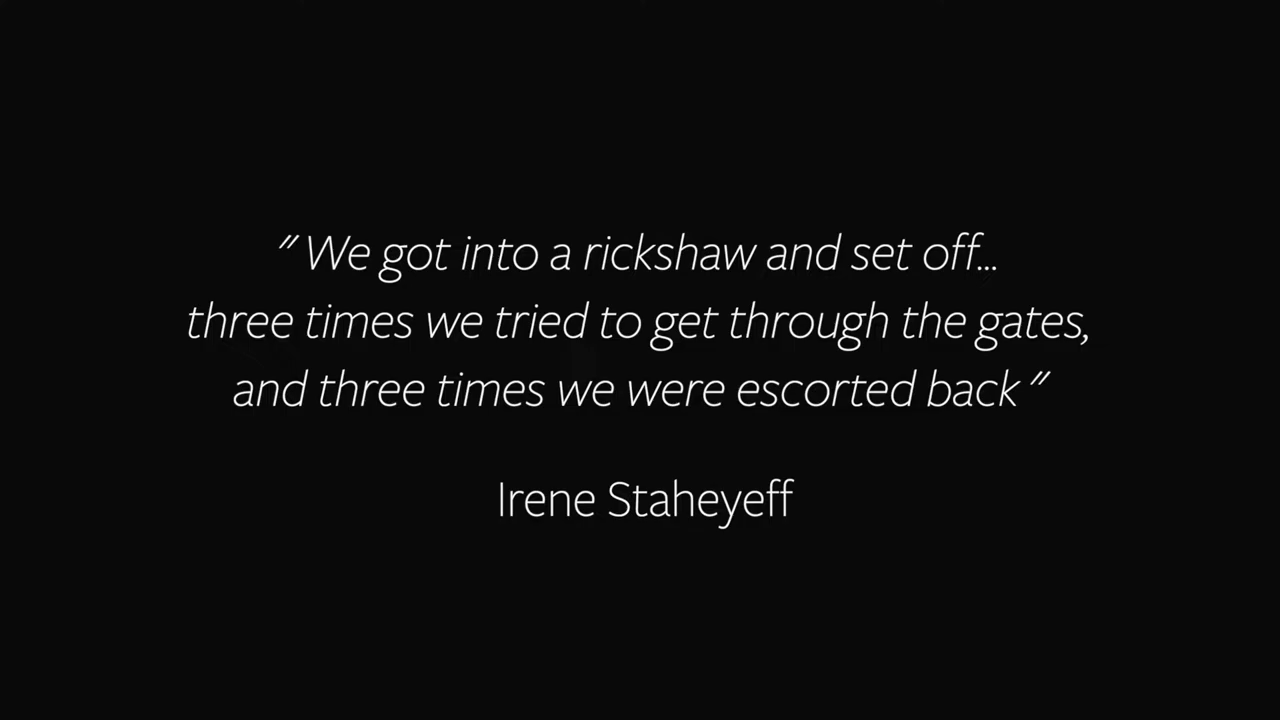 "We got into a rickshaw and set off...
three times we tried to get through the gates,
and three times we were escorted back"
Irene Staheyeff